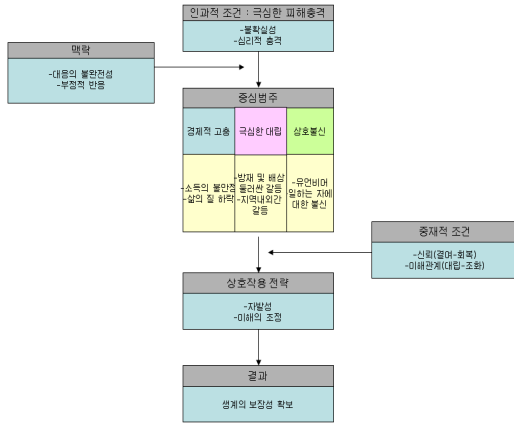 인과적 조건 : 극심한 피해충격
-불확실성
-심리적 충격
맥락
-대응의 불완전성
-부정적 반응
중심범주
경제적 고충
극심한 대립
상호불신
-소득의 불안정
-삶의 질 하락
-방재 및 배상
둘러싼 갈등
-지역내외간
갈등
-유언비어
일하는 자에
대한 불신
중재적 조건
-신뢰(결여-회복)
-이해관계(대립-조화)
상호작용 전략
-자발성
-이해의 조정
결과
생계의 보장성 확보